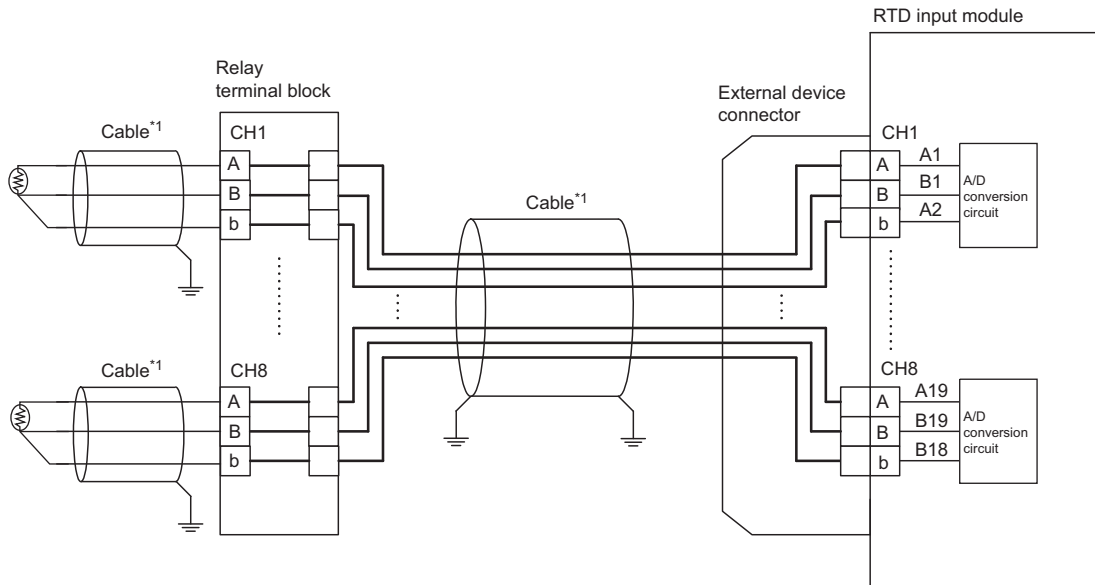 RTD input module
Relay
terminal block
External device
connector
Cable*1
CH1
A
B
b
Cable*1
CH1
A
B
b
A1
B1
A2
A/D
conversion
circuit
Cable*1
CH8
A
B
b
CH8
A
B
b
A19
B19
B18
A/D
conversion
circuit